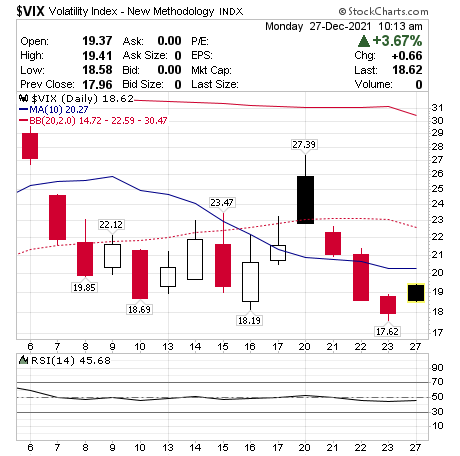 $VIX Volatility Index - New Methodology INDX © StockCharts.com
Monday 27-Dec-2021 10:13 am
Open: 19.37 Ask: 0.00 P/E: +3.67%
High: 19.41 Ask Size: 0 EPS: Chg: +0.66
Low: 18.58 Bid: 0.00 Mkt Cap: Last: 18.62
Prev Close: 17.96 Bid Size: 0 Last Size: Volume: 0
$VIX (Daily) 18.62
MA(10) 20.27
BB(20,2.0) 14.72 - 22.59 - 30.47
31
30
29
28
27
26
25
24
23
22
21
20
19
18
17
27.39
23.47
22.12
19.85
18.69
18.19
17.62
6 7 8 9 10 13 14 15 16 17 20 21 22 23 27
RSI(14) 45.68
90
70
50
30
10
6 7 8 9 10 13 14 15 16 17 20 21 22 23 27